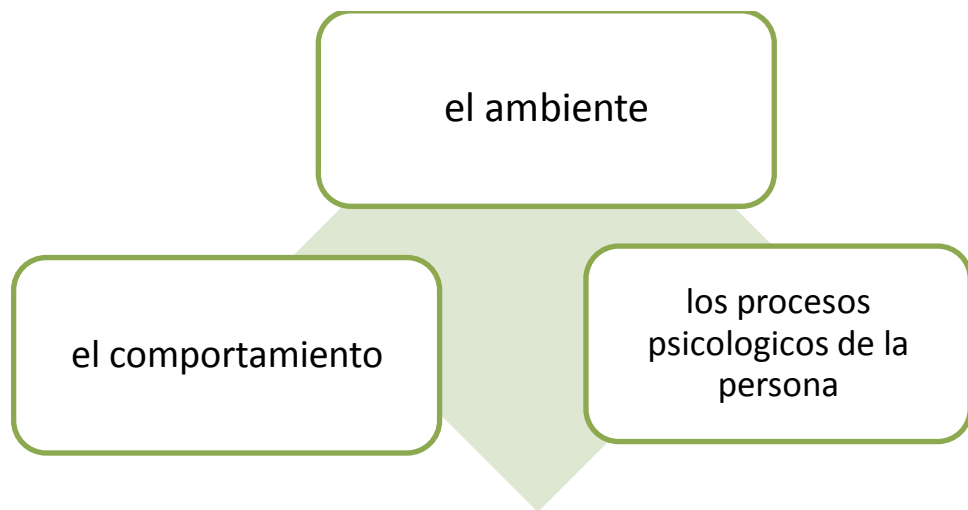 el ambiente
el comportamiento
los procesos
psicologicos de la
persona